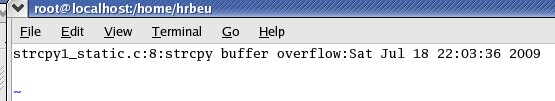 root@localhost:/home/hrbeu
File Edit View Terminal Go Help
strcpy1_static.c:8:strcpy buffer overflow:Sat Jul 18 22:03:36 2009
~